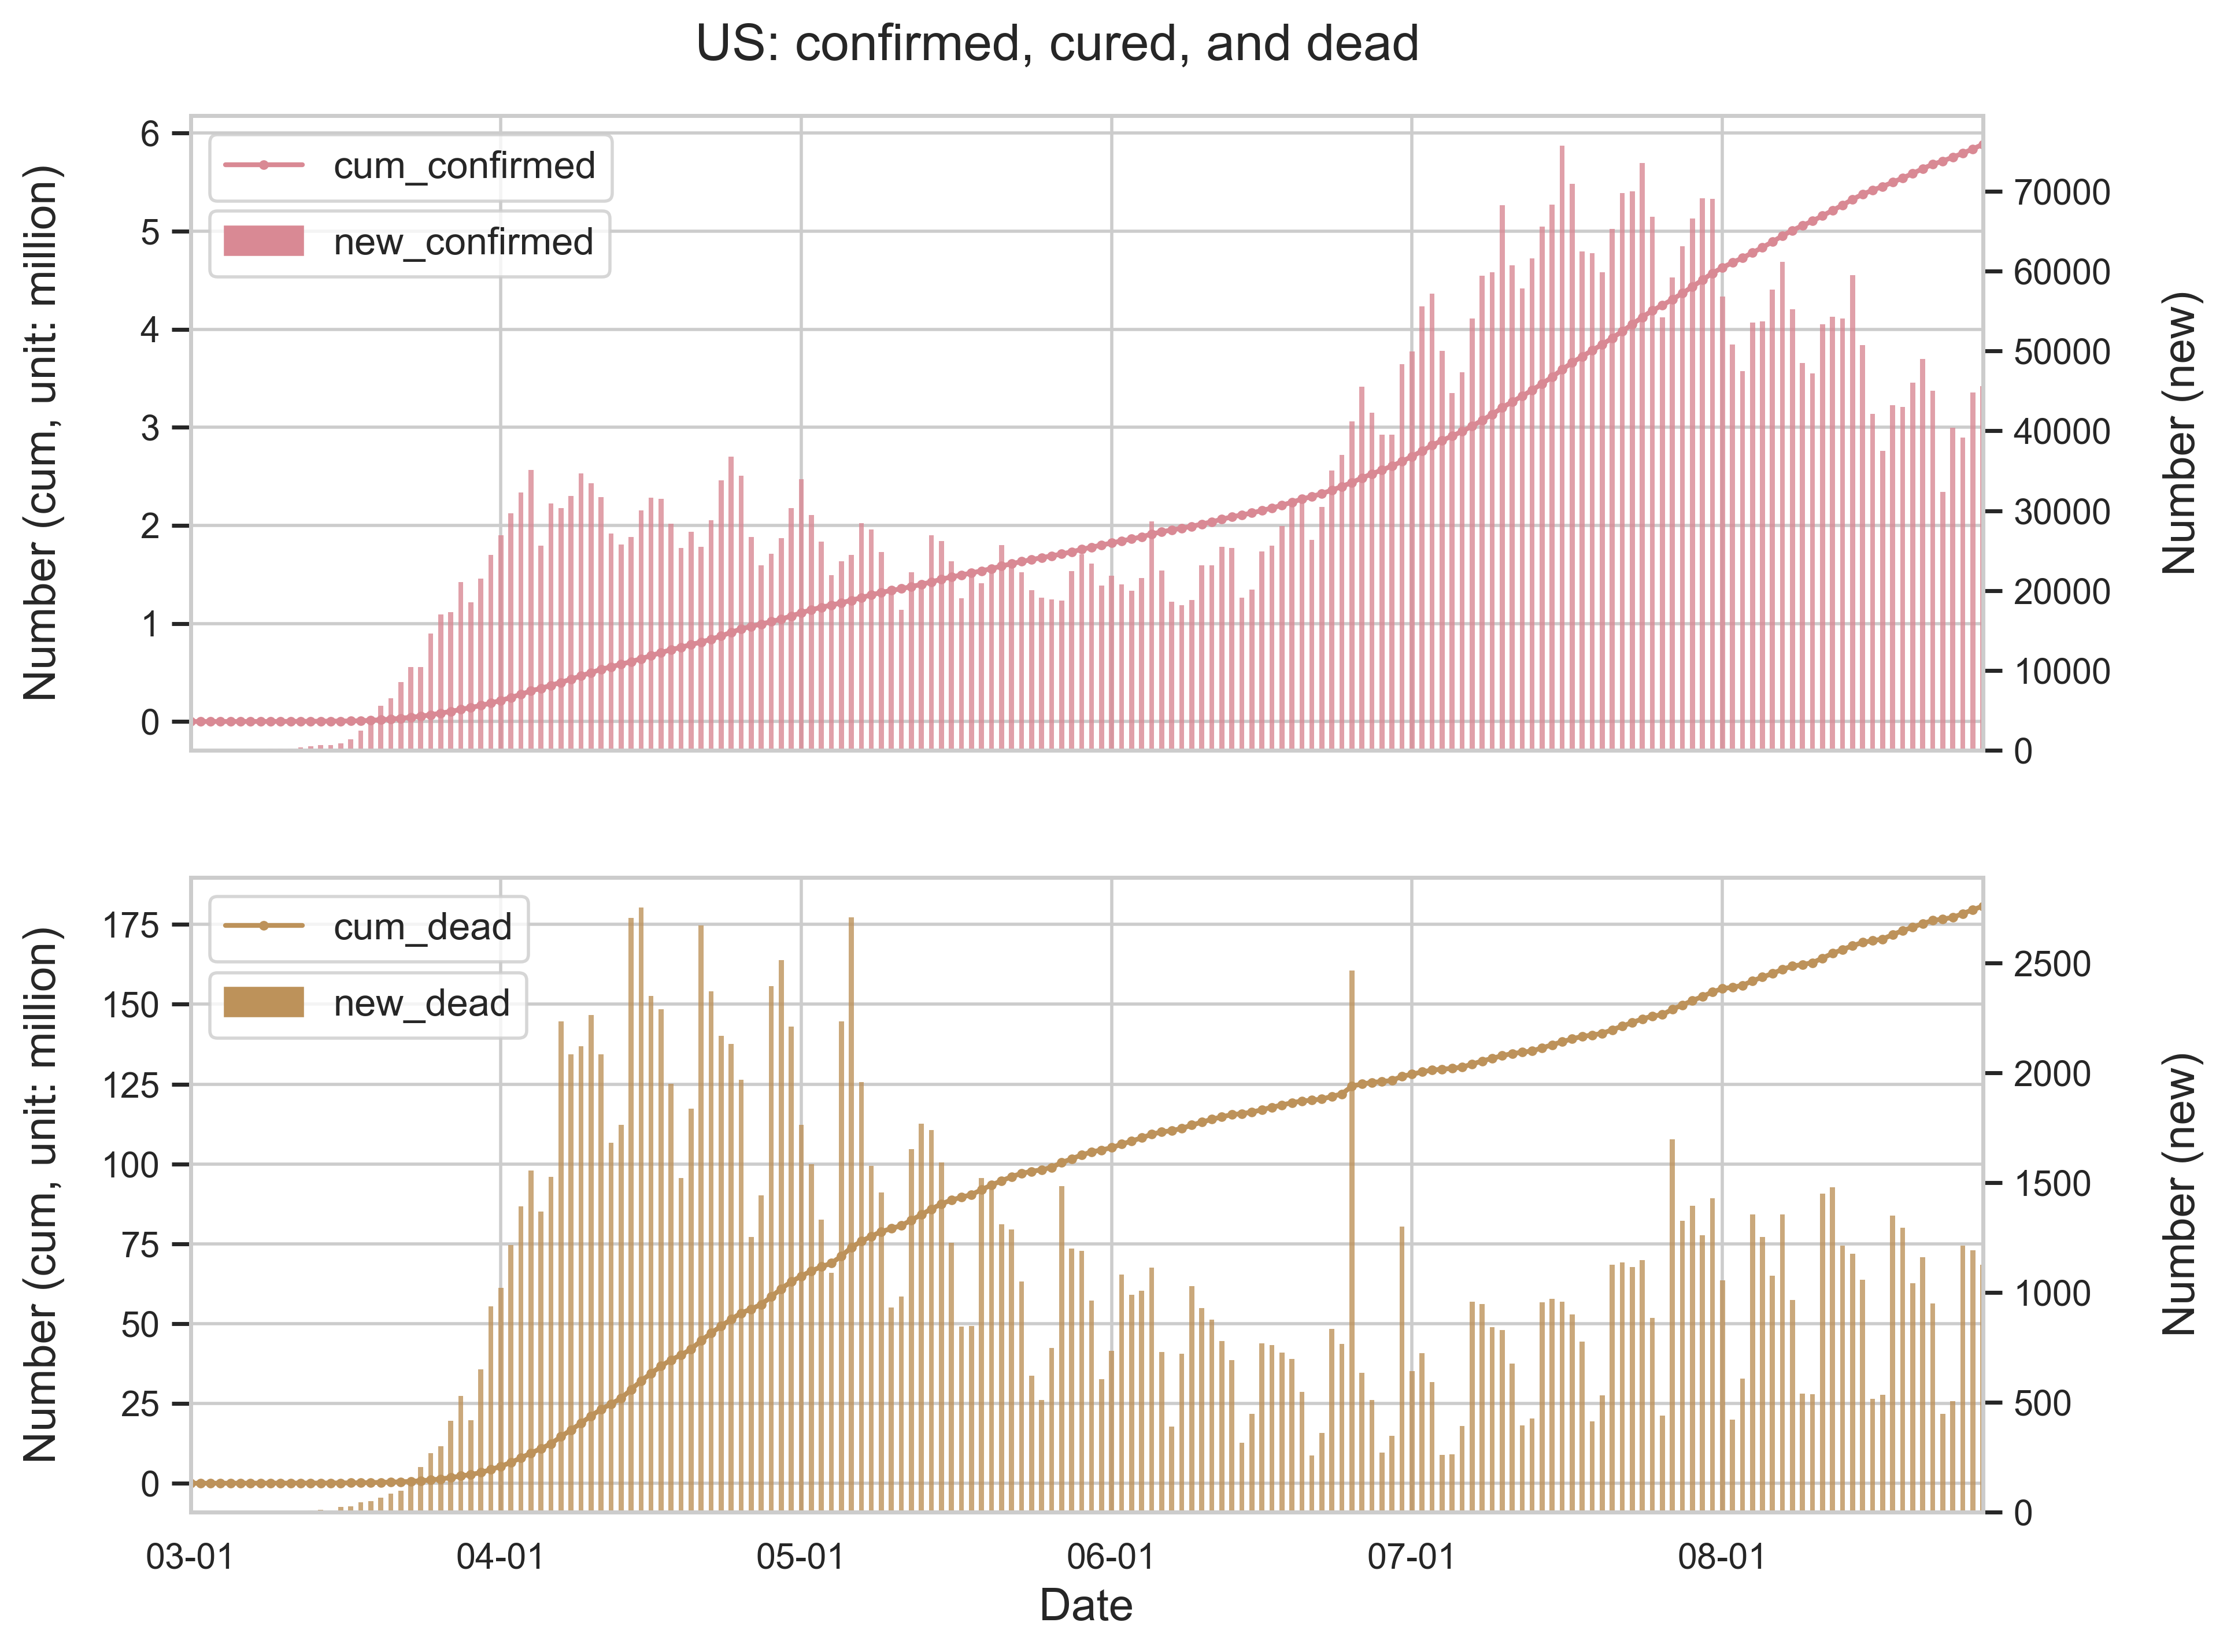 US: confirmed, cured, and dead
Number (cum, unit: million)
6
5
4
3
2
1
0
cum_confirmed
new_confirmed
70000
60000
50000
40000
30000
20000
10000
0
Number (new)
Number (cum, unit: million)
175
150
125
100
75
50
25
0
cum_dead
new_dead
2500
2000
1500
1000
500
0
Number (new)
03-01 04-01 05-01 06-01 07-01 08-01
Date